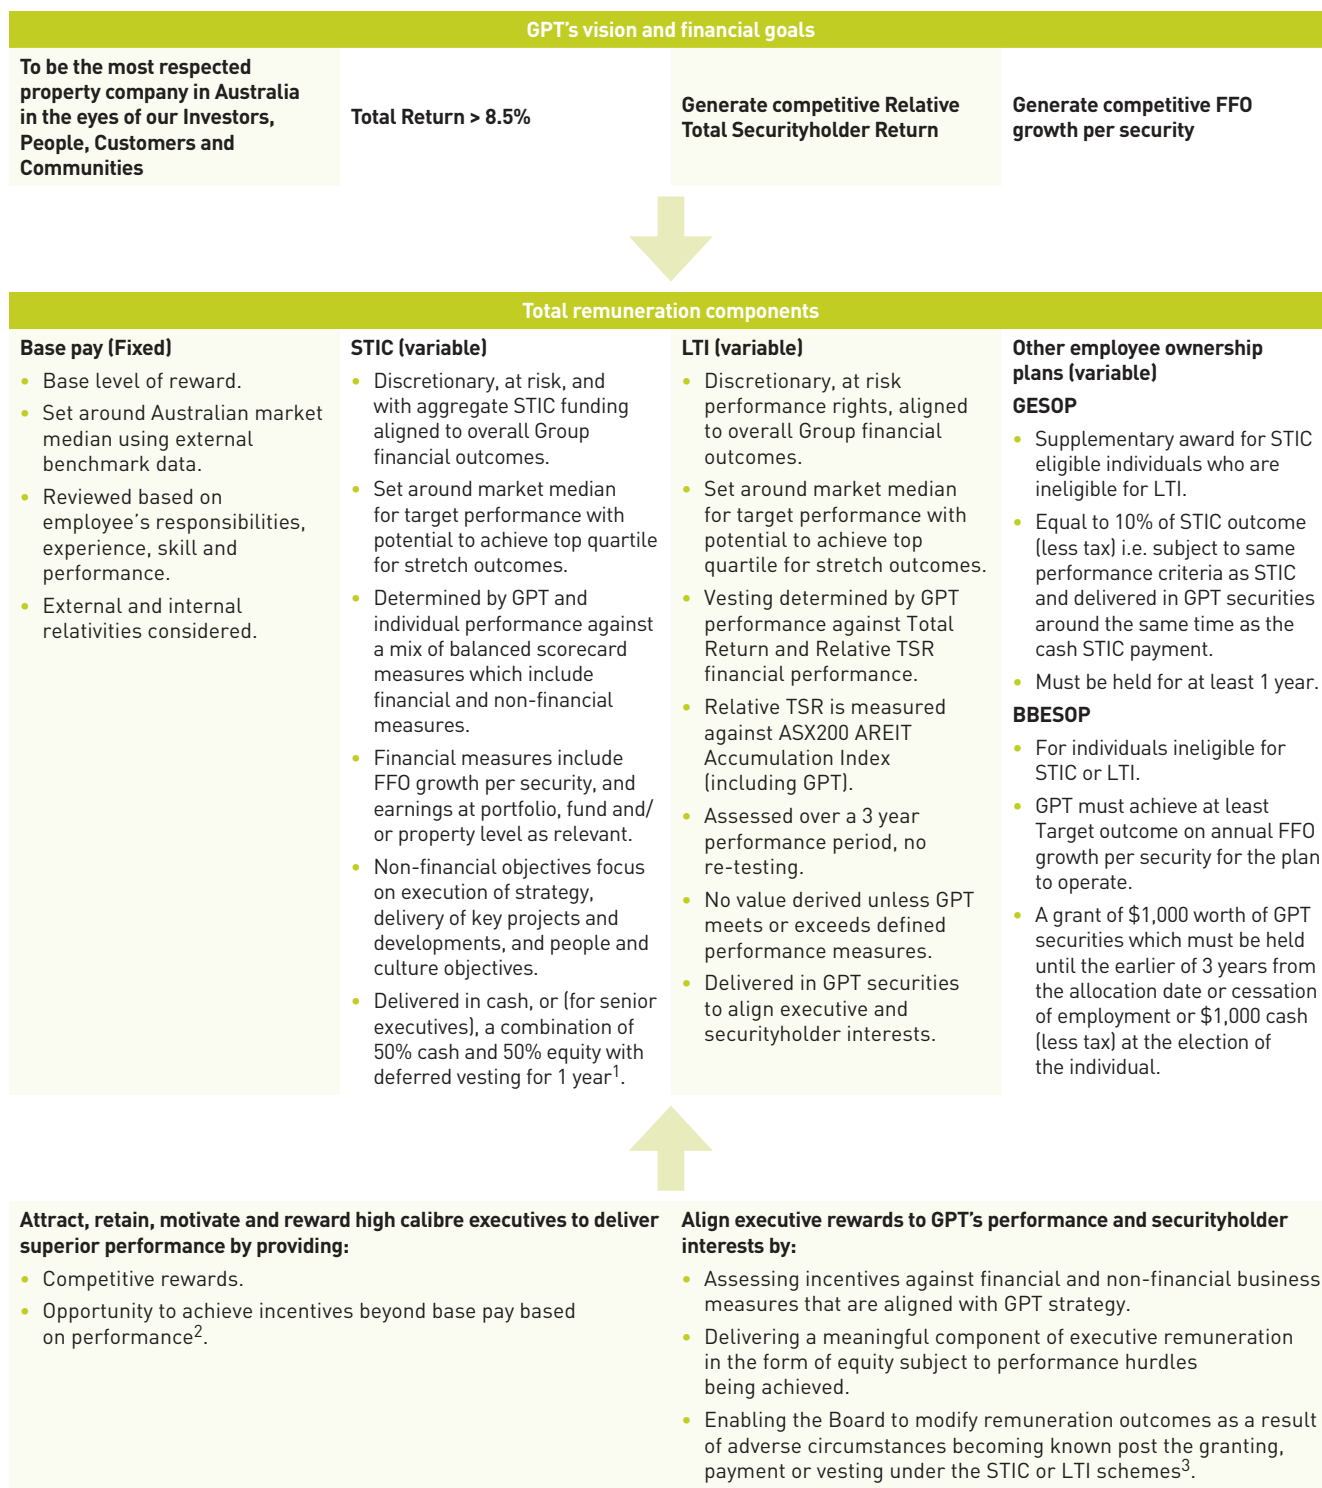 GPT's vision and financial goals
To be the most respected
property company in Australia
in the eyes of our Investors,
People, Customers and
Communities
Total Return > 8.5%
Generate competitive Relative
Total Securityholder Return
Generate competitive FFO
growth per security
Total remuneration components
Base pay (Fixed)
• Base level of reward.
• Set around Australian market
median using external
benchmark data.
• Reviewed based on
employee's responsibilities,
experience, skill and
performance.
• External and internal
relativities considered.
STIC (variable)
• Discretionary, at risk, and
with aggregate STIC funding
aligned to overall Group
financial outcomes.
• Set around market median
for target performance with
potential to achieve top quartile
for stretch outcomes.
• Determined by GPT and
individual performance against
a mix of balanced scorecard
measures which include
financial and non-financial
measures.
• Financial measures include
FFO growth per security, and
earnings at portfolio, fund and/
or property level as relevant.
• Non-financial objectives focus
on execution of strategy,
delivery of key projects and
developments, and people and
culture objectives.
• Delivered in cash, or (for senior
executives), a combination of
50% cash and 50% equity with
deferred vesting for 1 year1.
LTI (variable)
• Discretionary, at risk
performance rights, aligned
to overall Group financial
outcomes.
• Set around market median
for target performance with
potential to achieve top
quartile for stretch outcomes.
• Vesting determined by GPT
performance against Total
Return and Relative TSR
financial performance.
• Relative TSR is measured
against ASX200 AREIT
Accumulation Index
(including GPT).
• Assessed over a 3 year
performance period, no
re-testing.
• No value derived unless GPT
meets or exceeds defined
performance measures.
• Delivered in GPT securities
to align executive and
securityholder interests.
Other employee ownership
plans (variable)
GESOP
• Supplementary award for STIC
eligible individuals who are
ineligible for LTI.
• Equal to 10% of STIC outcome
(less tax) i.e. subject to same
performance criteria as STIC
and delivered in GPT securities
around the same time as the
cash STIC payment.
• Must be held for at least 1 year.
BBESOP
• For individuals ineligible for
STIC or LTI.
• GPT must achieve at least
Target outcome on annual FFO
growth per security for the plan
to operate.
• A grant of $1,000 worth of GPT
securities which must be held
until the earlier of 3 years from
the allocation date or cessation
of employment or $1,000 cash
(less tax) at the election of
the individual.
Attract, retain, motivate and reward high calibre executives to deliver
superior performance by providing:
• Competitive rewards.
• Opportunity to achieve incentives beyond base pay based
on performance2.
Align executive rewards to GPT's performance and securityholder
interests by:
• Assessing incentives against financial and non-financial business
measures that are aligned with GPT strategy.
• Delivering a meaningful component of executive remuneration
in the form of equity subject to performance hurdles
being achieved.
• Enabling the Board to modify remuneration outcomes as a result
of adverse circumstances becoming known post the granting,
payment or vesting under the STIC or LTI schemes3.